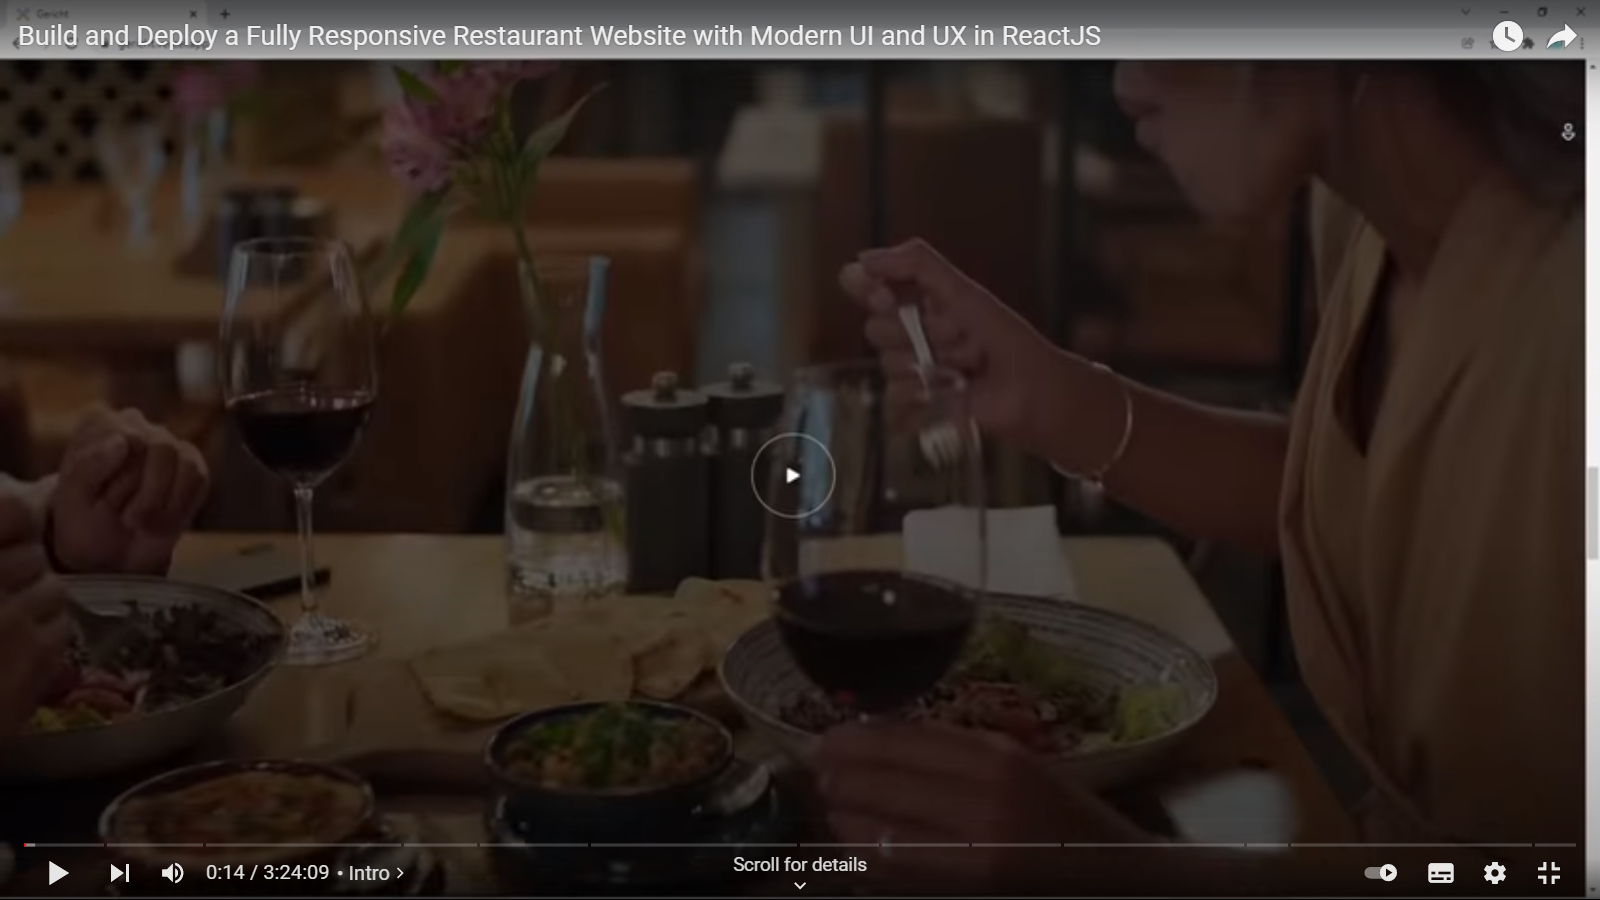 Gericht
Build and Deploy a Fully Responsive Restaurant Website with Modern UI and UX in ReactJS
Scroll for details
0:14 / 3:24:09 • Intro